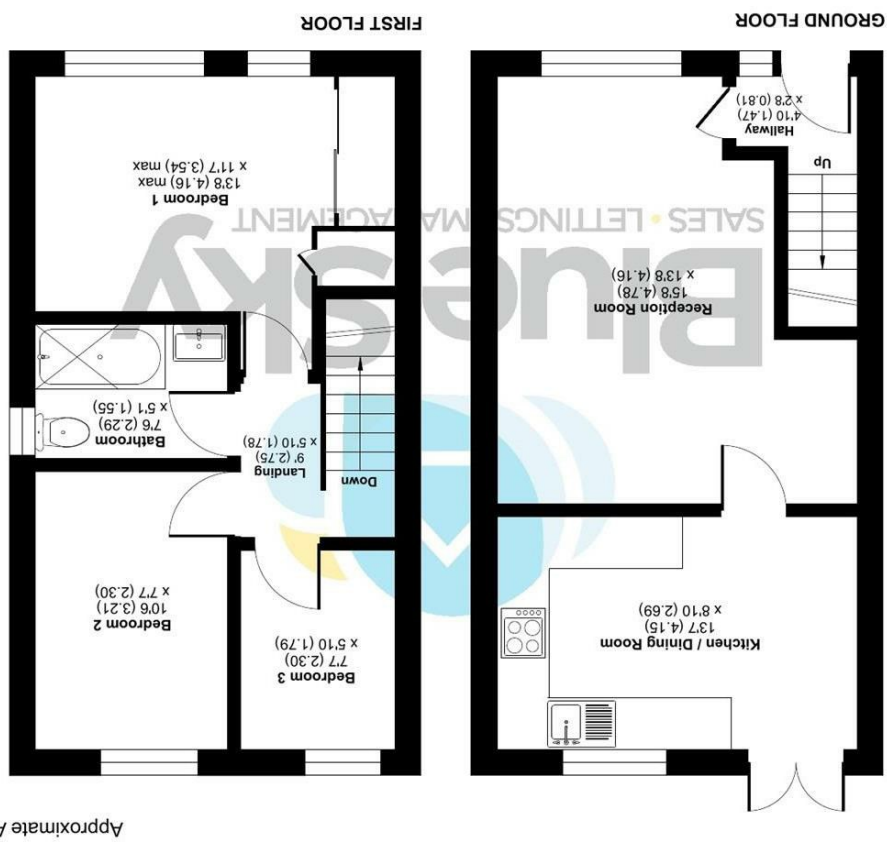 Approximate A
Kitchen / Dining Room
13'7 (4.15)
x 8'10 (2.69)
Reception Room
15'8 (4.78)
x 13'8 (4.16)
Up
Hallway
4'10 (1.47)
x 2'8 (0.81)
GROUND FLOOR
Bedroom 3
7'7 (2.30)
x 5'10 (1.79)
Bedroom 2
10'6 (3.21)
x 7'7 (2.30)
Down
Landing
9' (2.75)
x 5'10 (1.78)
Bathroom
7'6 (2.29)
x 5'1 (1.55)
Bedroom 1
13'8 (4.16) max
x 11'7 (3.54) max
FIRST FLOOR
Blue Sky
SALES • LETTINGS • MANAGEMENT